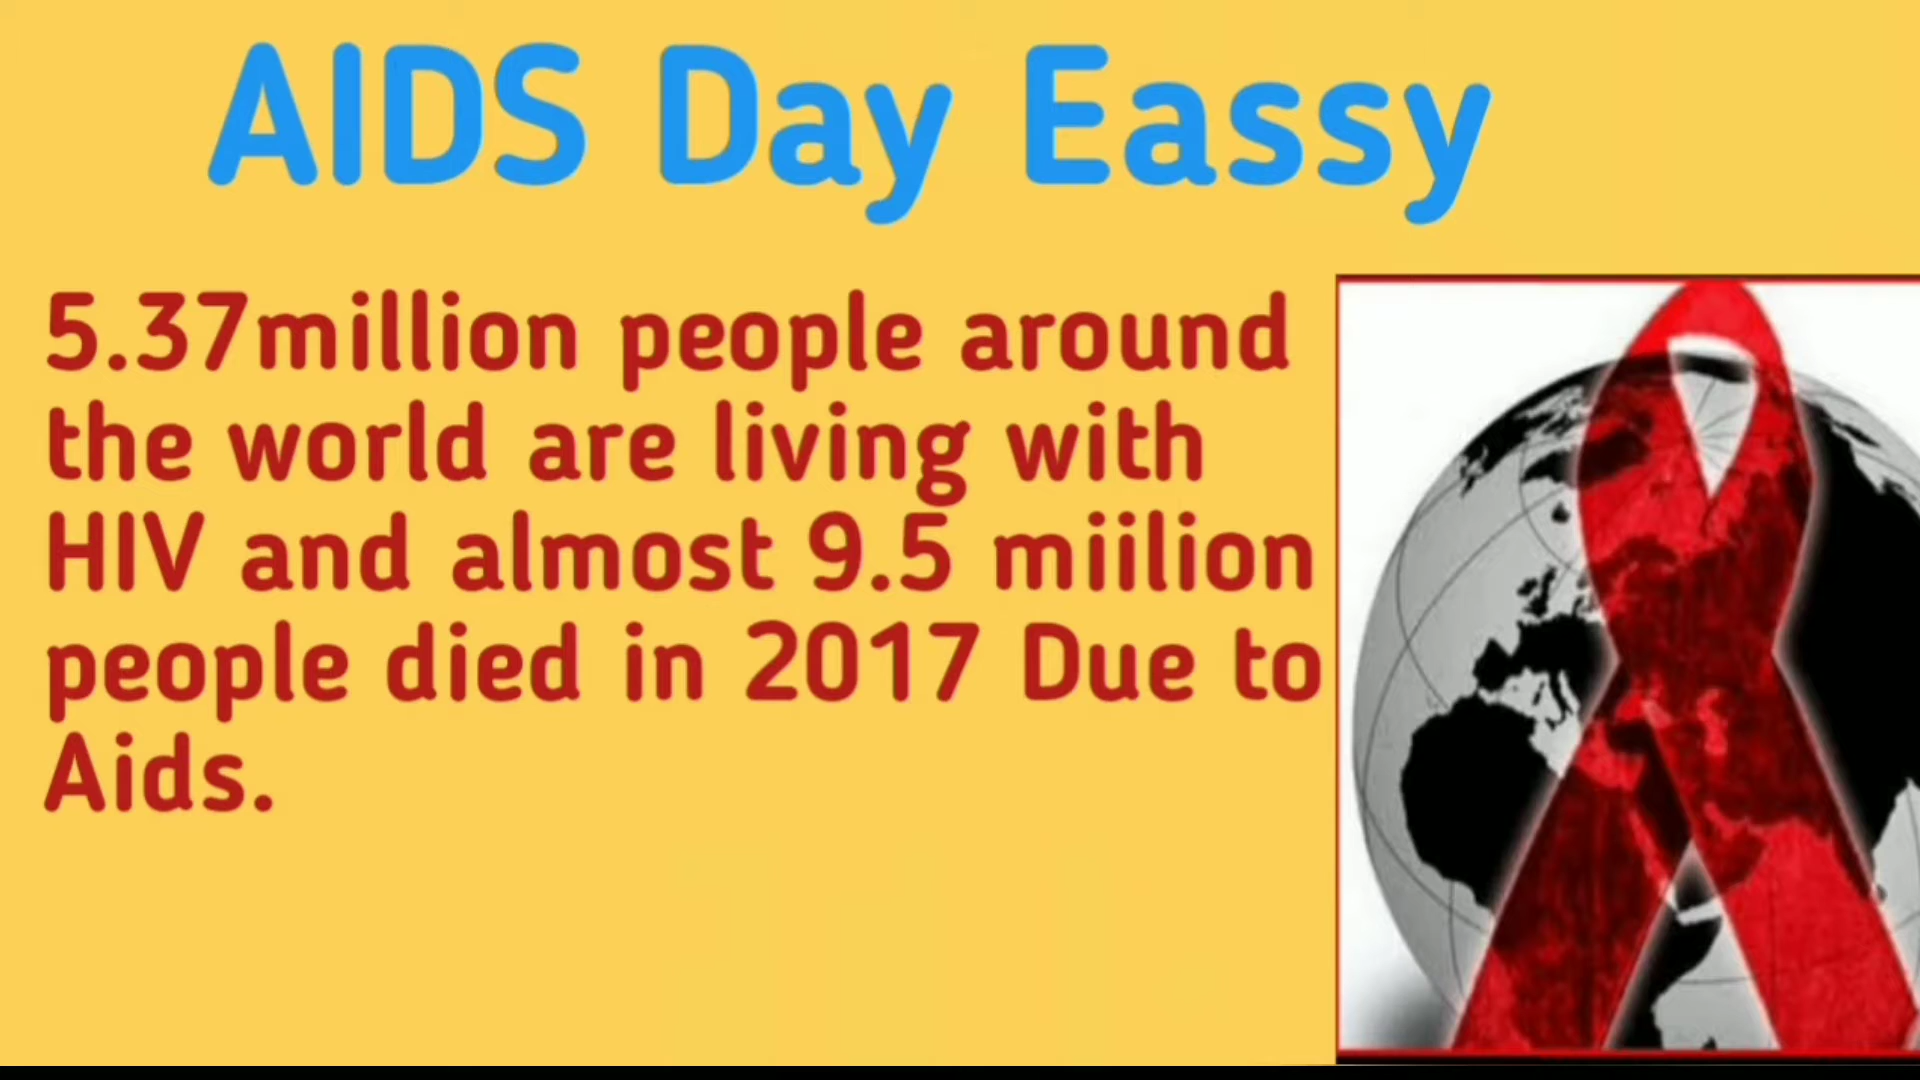 AIDS Day Eassy
5.37million people around
the world are living with
HIV and almost 9.5 miilion
people died in 2017 Due to
Aids.